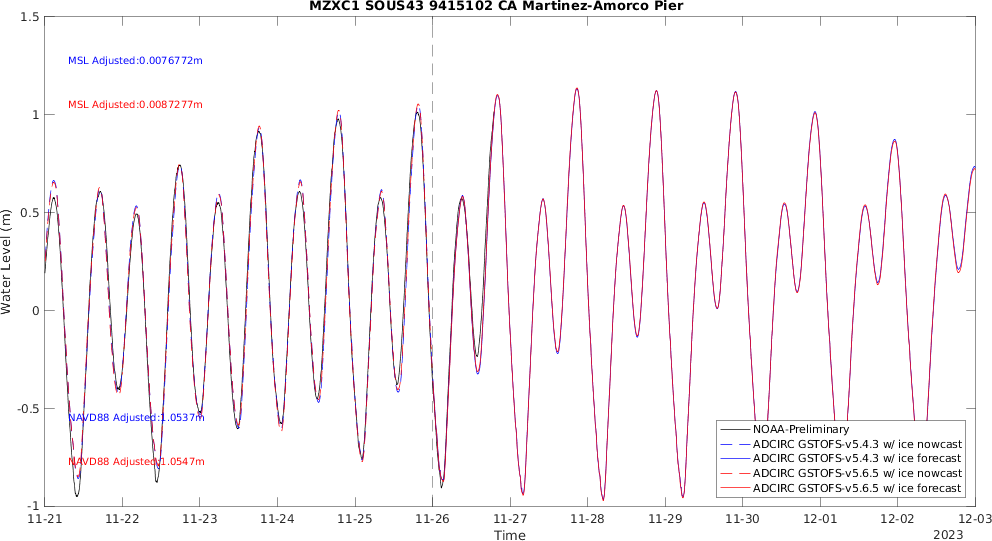 MZXC1 SOUS43 9415102 CA Martinez-Amorco Pier
1.5
1
0.5
0
-0.5
-1
Water Level (m)
MSL Adjusted:0.0076772m
MSL Adjusted:0.0087277m
NAVD88 Adjusted:1.0537m
NAVD88 Adjusted:1.0547m
NOAA-Preliminary
ADCIRC GSTOFS-v5.4.3 w/ ice nowcast
ADCIRC GSTOFS-v5.4.3 w/ ice forecast
ADCIRC GSTOFS-v5.6.5 w/ ice nowcast
ADCIRC GSTOFS-v5.6.5 w/ ice forecast
11-21 11-22 11-23 11-24 11-25 11-26 11-27 11-28 11-29 11-30 12-01 12-02 12-03
Time
2023